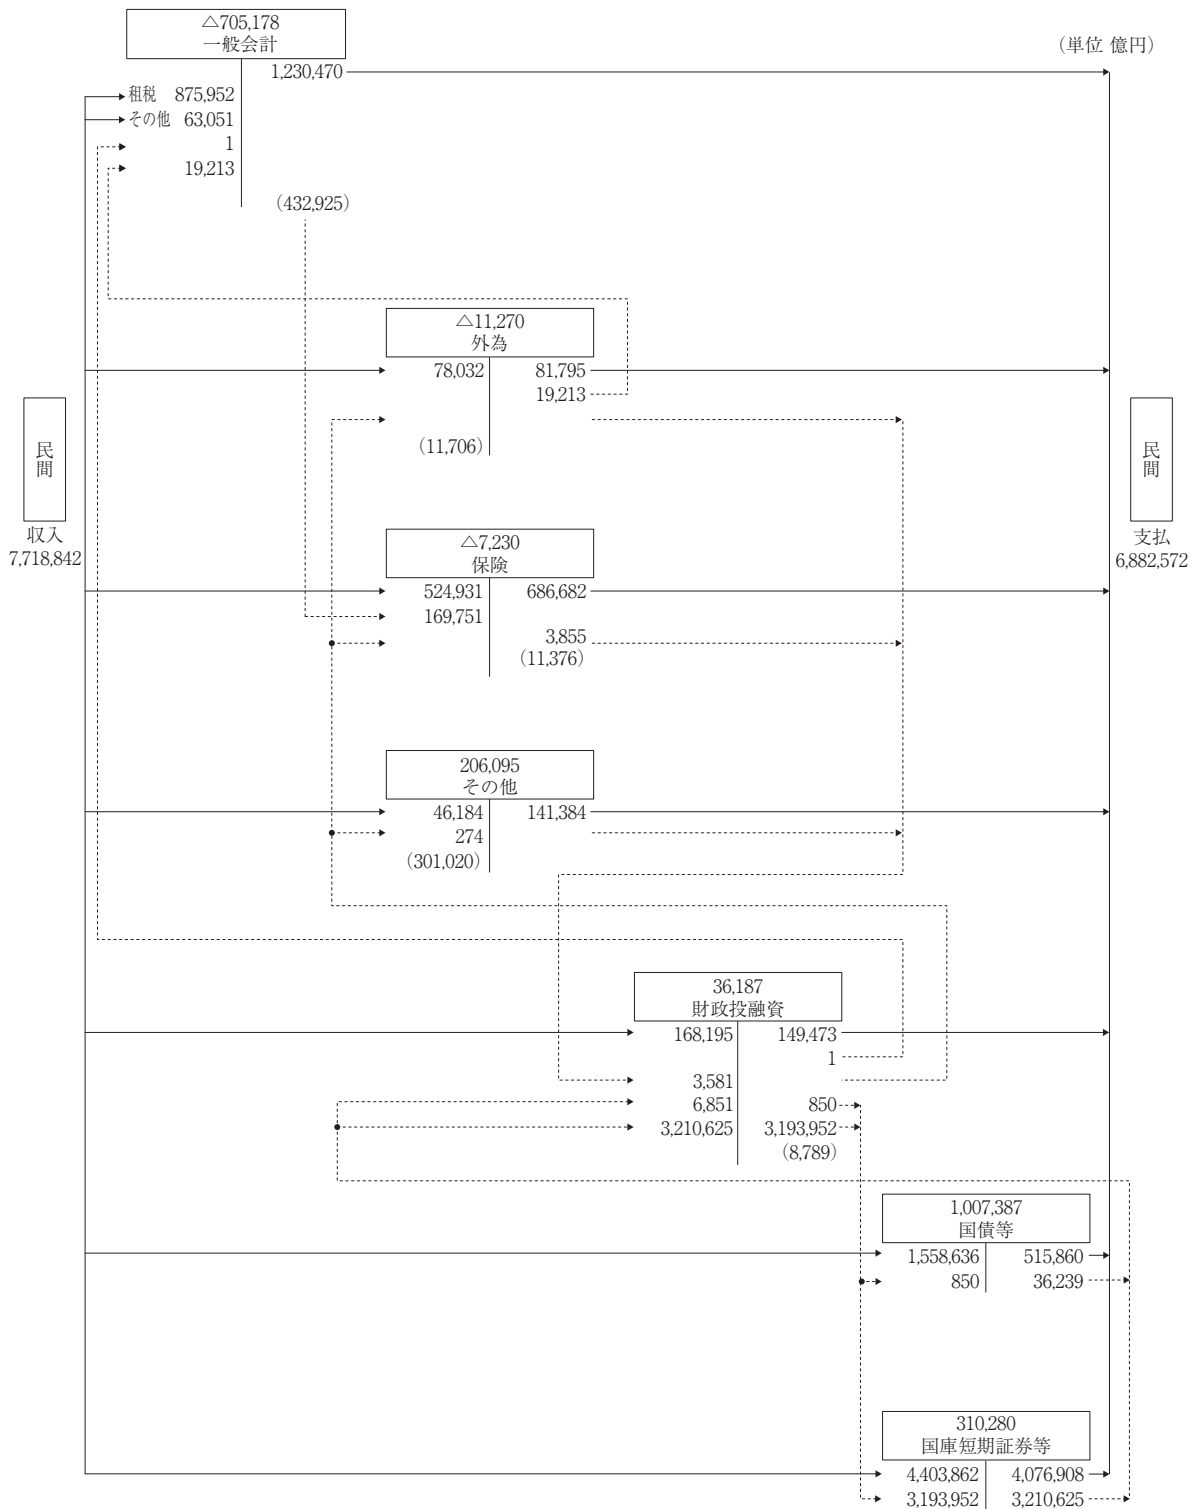 △705,178
一般会計
(単位 億円)
1,230,470
租税 875,952
その他 63,051
1
19,213
(432,925)
△11,270
外為
78,032 81,795
19,213
(11,706)
民間
収入
7,718,842
民間
支払
6,882,572
△7,230
保険
524,931 686,682
169,751
3,855
(11,376)
206,095
その他
46,184 141,384
274
(301,020)
36,187
財政投融資
168,195 149,473
1
3,581
6,851 850
3,210,625 3,193,952
(8,789)
1,007,387
国債等
1,558,636 515,860
850 36,239
310,280
国庫短期証券等
4,403,862 4,076,908
3,193,952 3,210,625